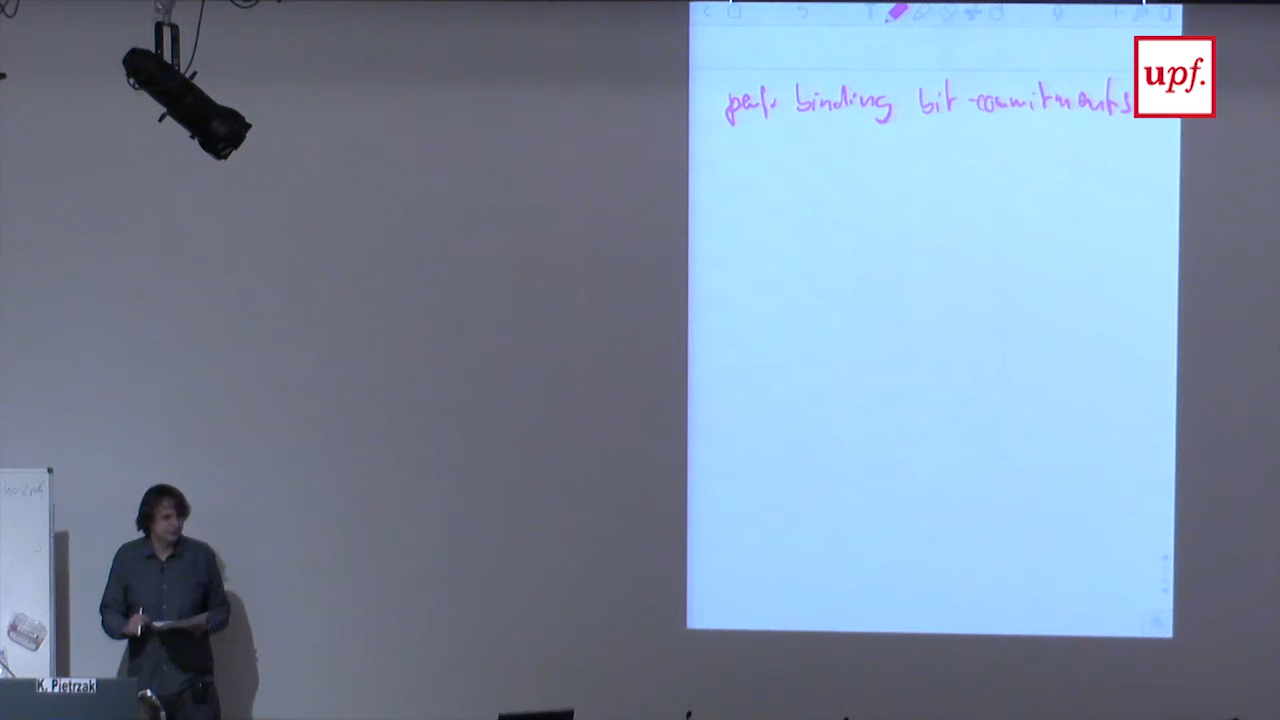 upf.
perf. binding bit-commitments
K. Pietrzak